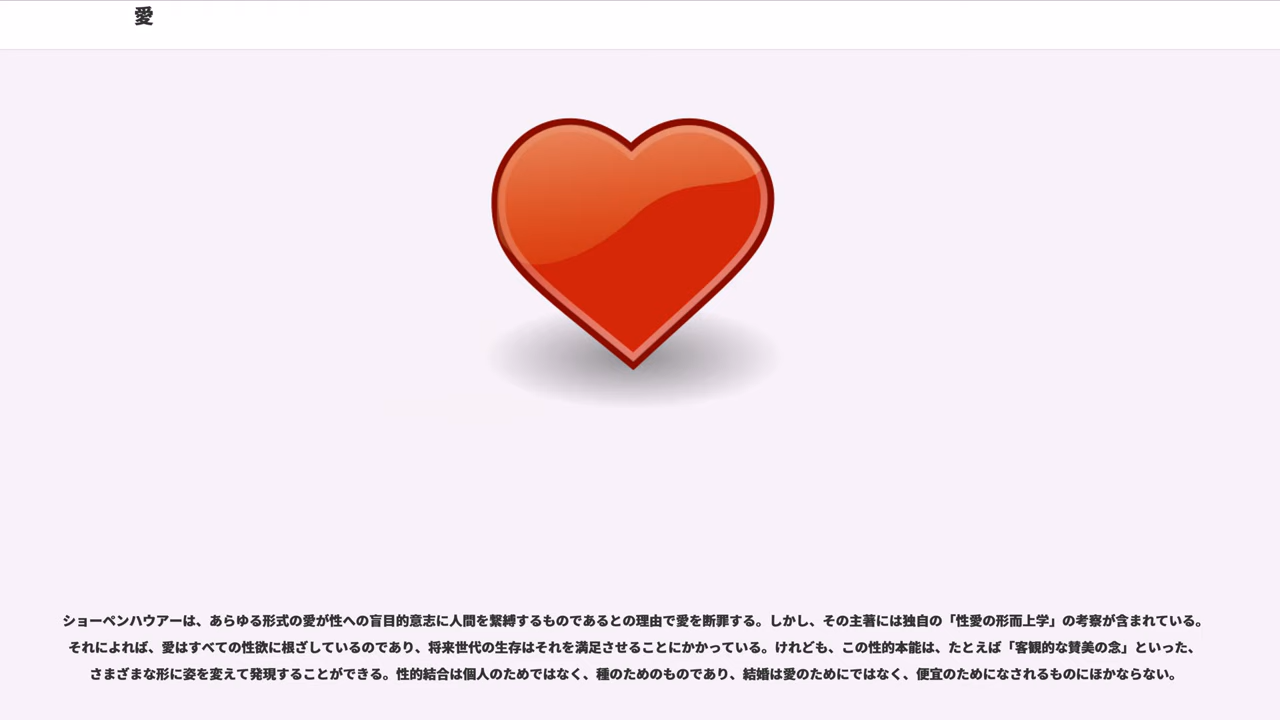 愛
ショーペンハウアーは、あらゆる形式の愛が性への盲目的意志に人間を繋縛するものであるとの理由で愛を断罪する。しかし、その主著には独自の「性愛の形而上学」の考察が含まれている。
それによれば、愛はすべての性欲に根ざしているのであり、将来世代の生存はそれを満足させることにかかっている。けれども、この性的本能は、たとえば「客観的な賛美の念」といった、
さまざまな形に姿を変えて発現することができる。性的結合は個人のためではなく、種のためのものであり、結婚は愛のためにではなく、便宜のためになされるものにほかならない。